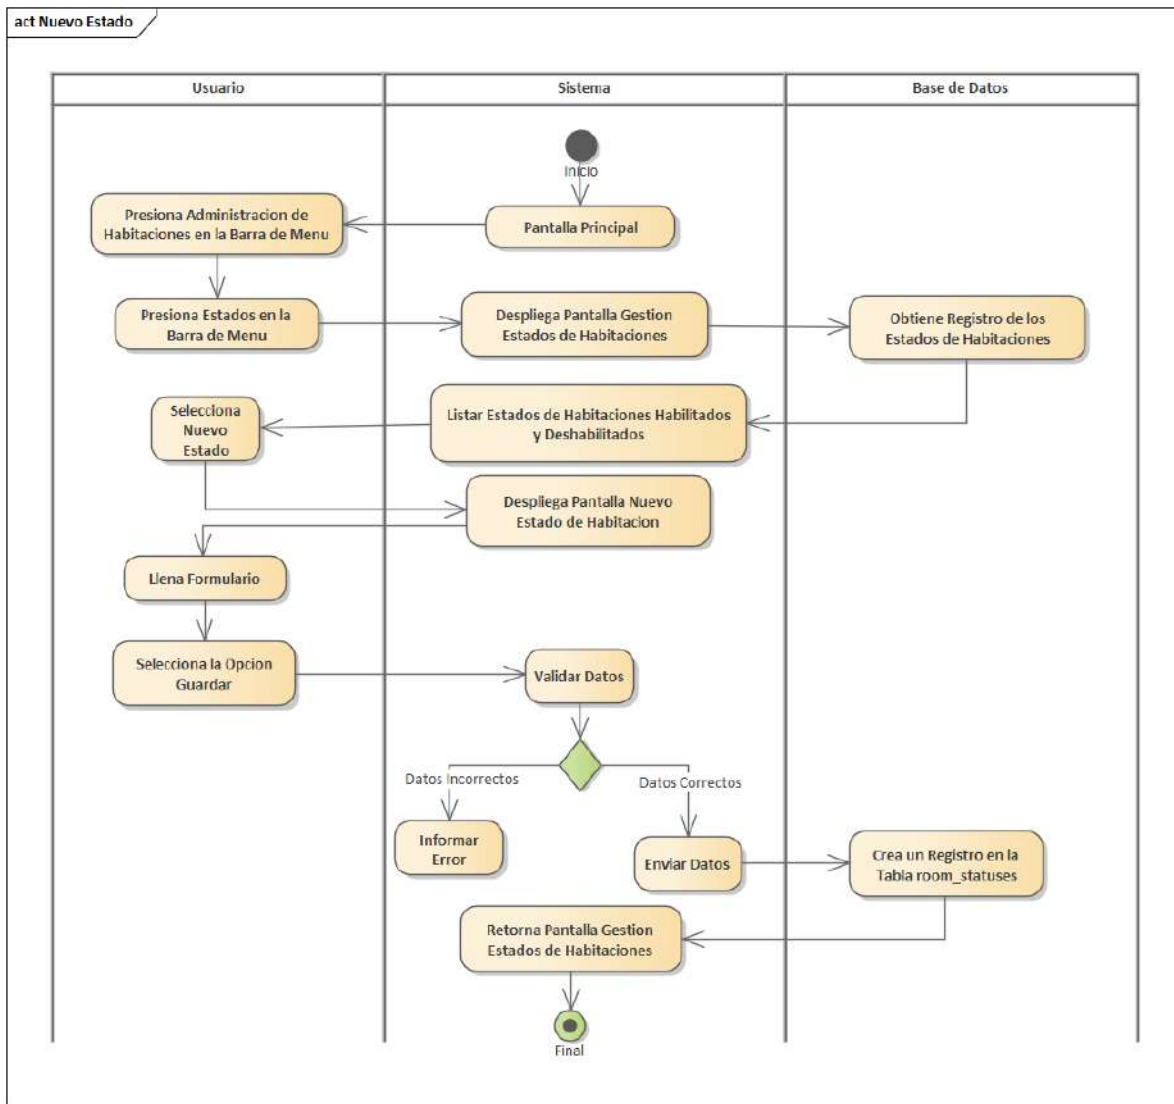 act Nuevo Estado
Usuario
Sistema
Base de Datos
Inicio
Presiona Administracion de
Habitaciones en la Barra de Menu
Pantalla Principal
Presiona Estados en la
Barra de Menu
Despliega Pantalla Gestion
Estados de Habitaciones
Obtiene Registro de los
Estados de Habitaciones
Selecciona
Nuevo
Estado
Listar Estados de Habitaciones Habilitados
y Deshabilitados
Despliega Pantalla Nuevo
Estado de Habitacion
Llena Formulario
Selecciona la Opcion
Guardar
Validar Datos
Datos Incorrectos
Datos Correctos
Informar
Error
Enviar Datos
Crea un Registro en la
Tabla room_statuses
Retorna Pantalla Gestion
Estados de Habitaciones
Final